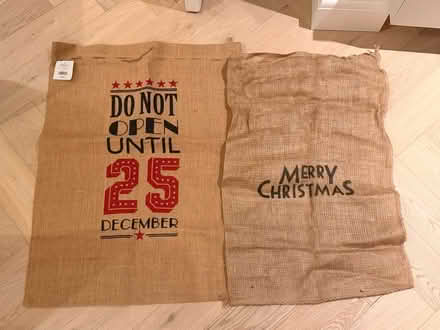 DO NOT
OPEN
UNTIL
25
DECEMBER
MERRY
CHRISTMAS